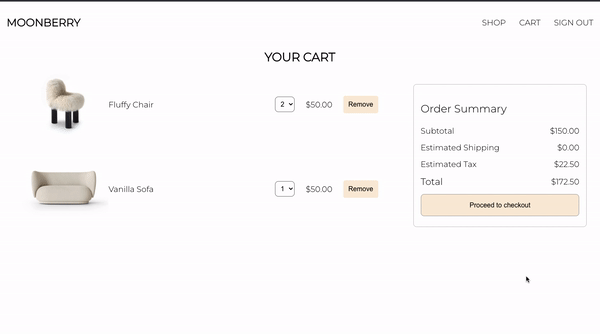 MOONBERRY
SHOP CART SIGN OUT
YOUR CART
Fluffy Chair 2 $50.00 Remove
Vanilla Sofa 1 $50.00 Remove
Order Summary
Subtotal $150.00
Estimated Shipping $0.00
Estimated Tax $22.50
Total $172.50
Proceed to checkout